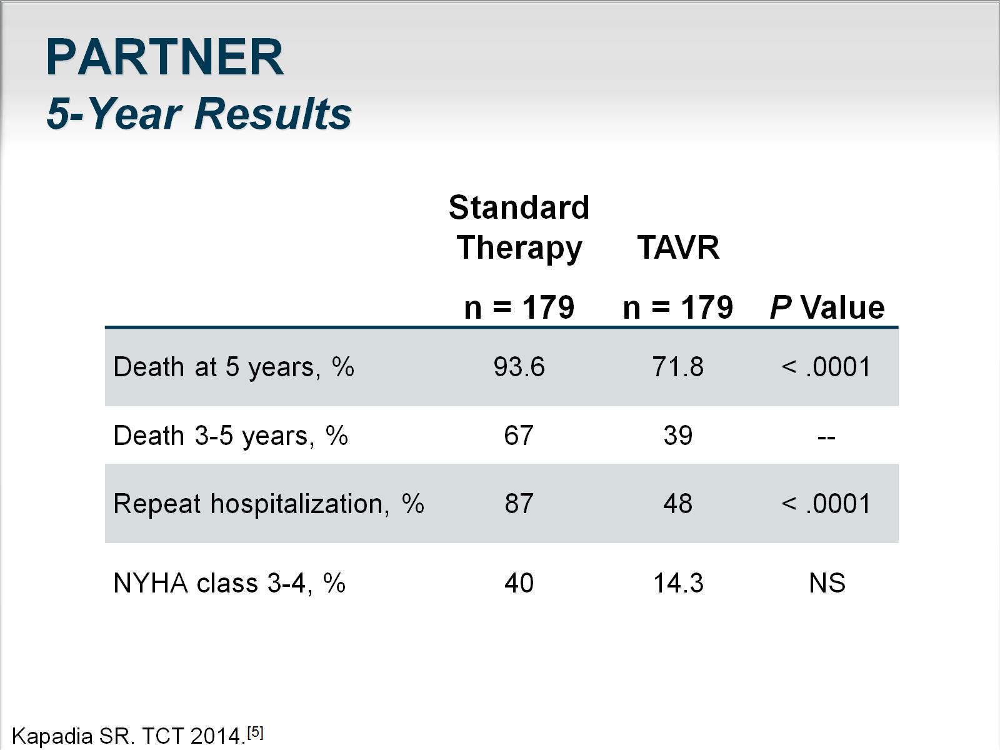 PARTNER
5-Year Results
Standard
Therapy TAVR
n = 179 n = 179 P Value
Death at 5 years, % 93.6 71.8 < .0001
Death 3-5 years, % 67 39 --
Repeat hospitalization, % 87 48 < .0001
NYHA class 3-4, % 40 14.3 NS
Kapadia SR. TCT 2014.[5]